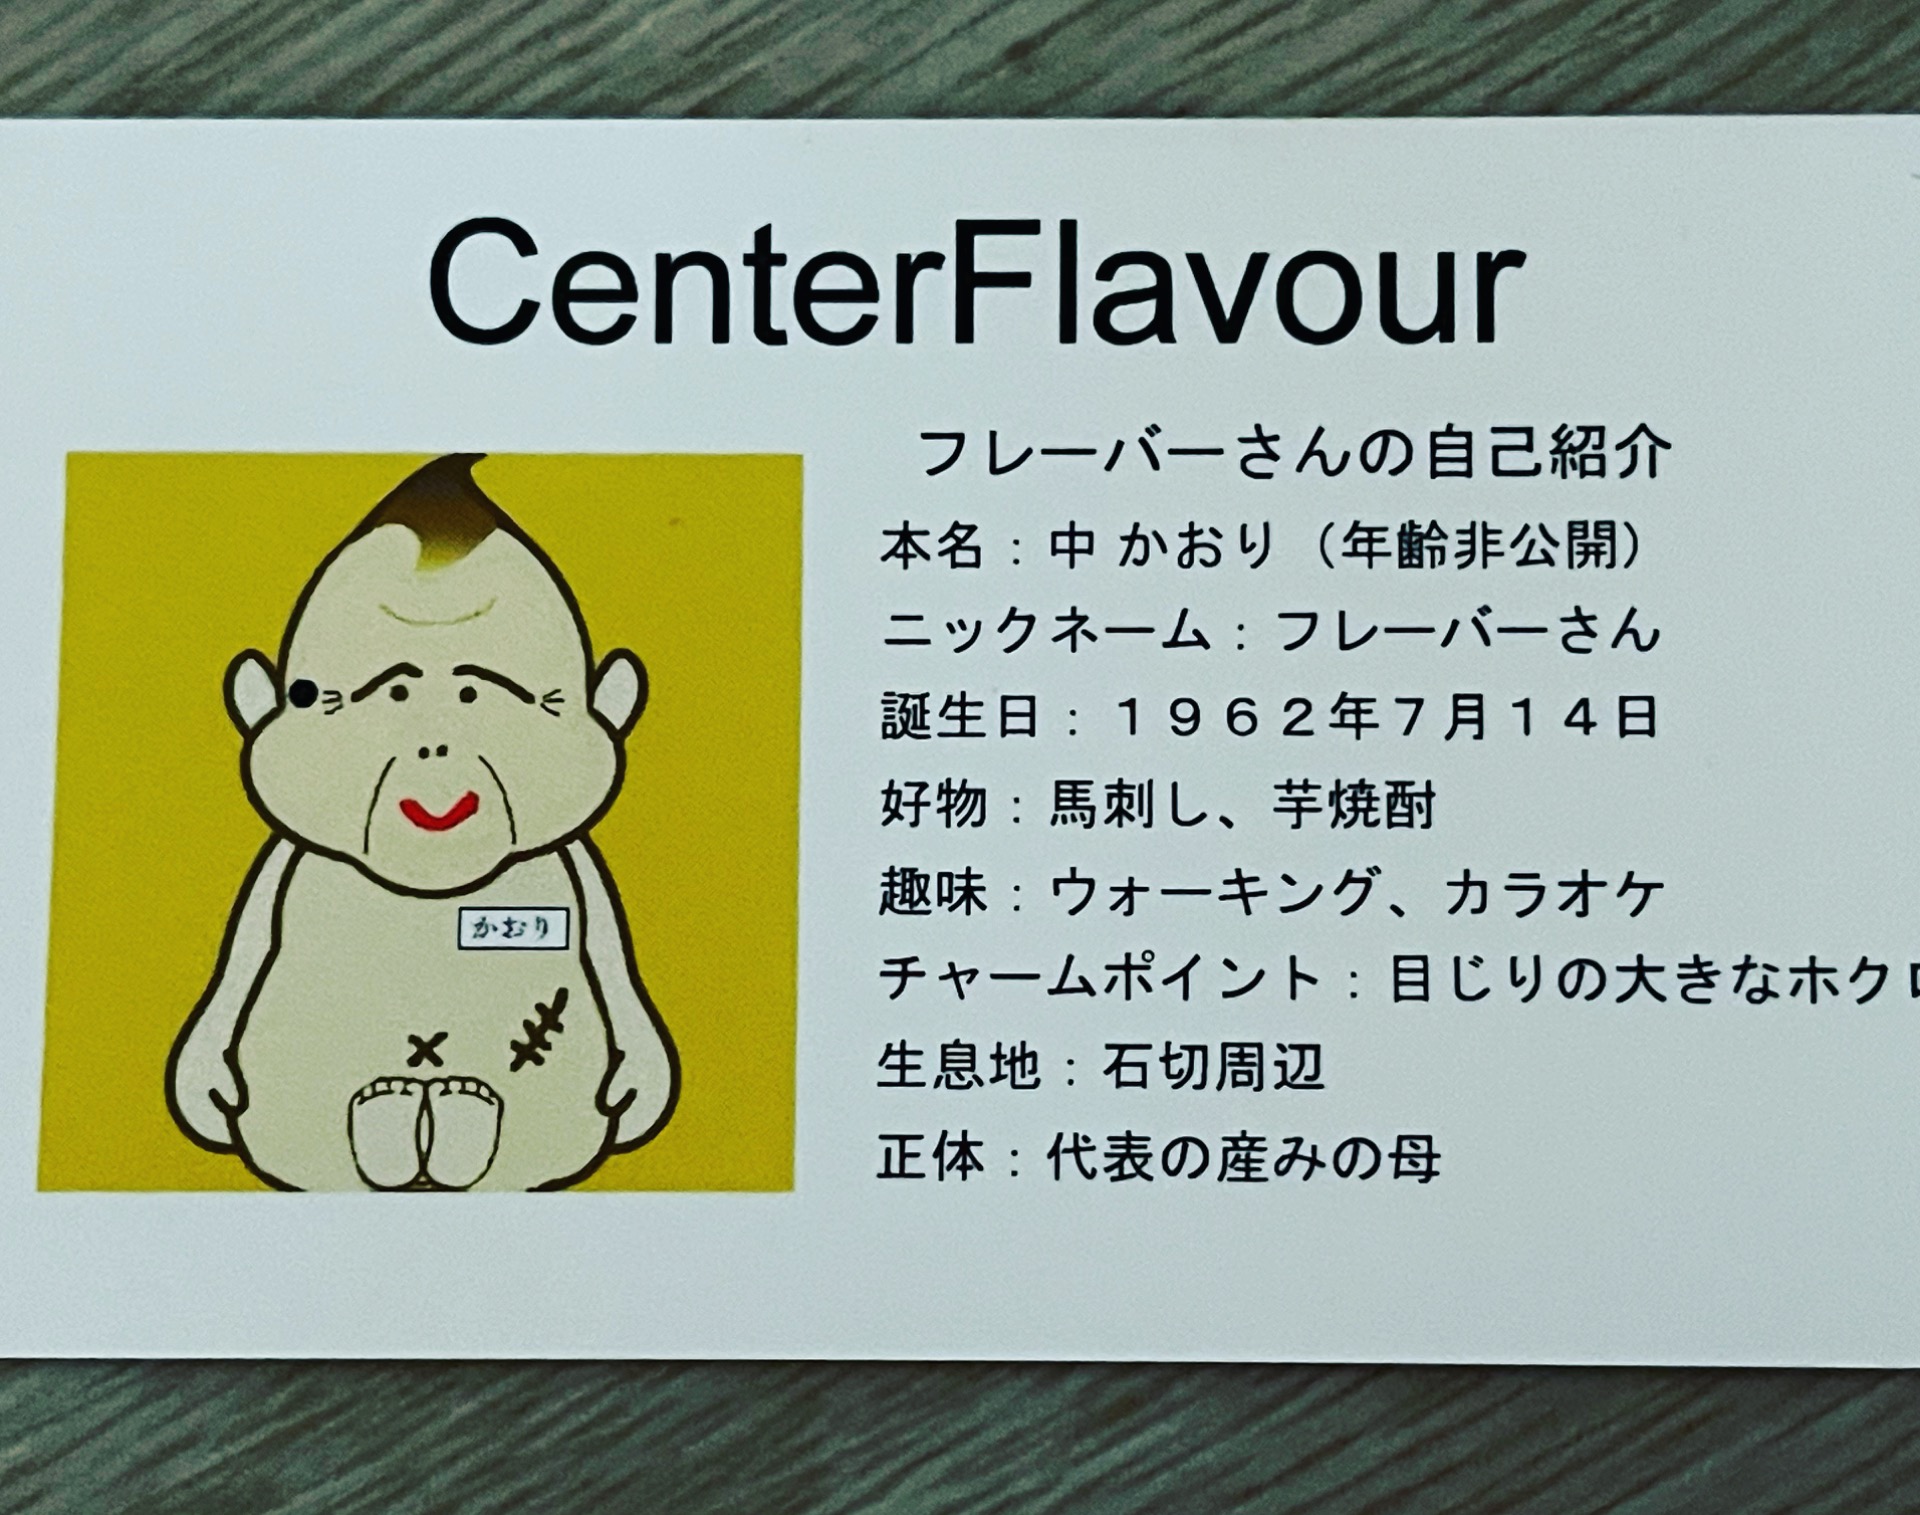 CenterFlavour
フレーバーさんの自己紹介
本名：中 かおり（年齢非公開）
ニックネーム：フレーバーさん
誕生日：１９６２年７月１４日
好物：馬刺し、芋焼酎
趣味：ウォーキング、カラオケ
チャームポイント：目じりの大きなホクロ
生息地：石切周辺
正体：代表の産みの母
かおり